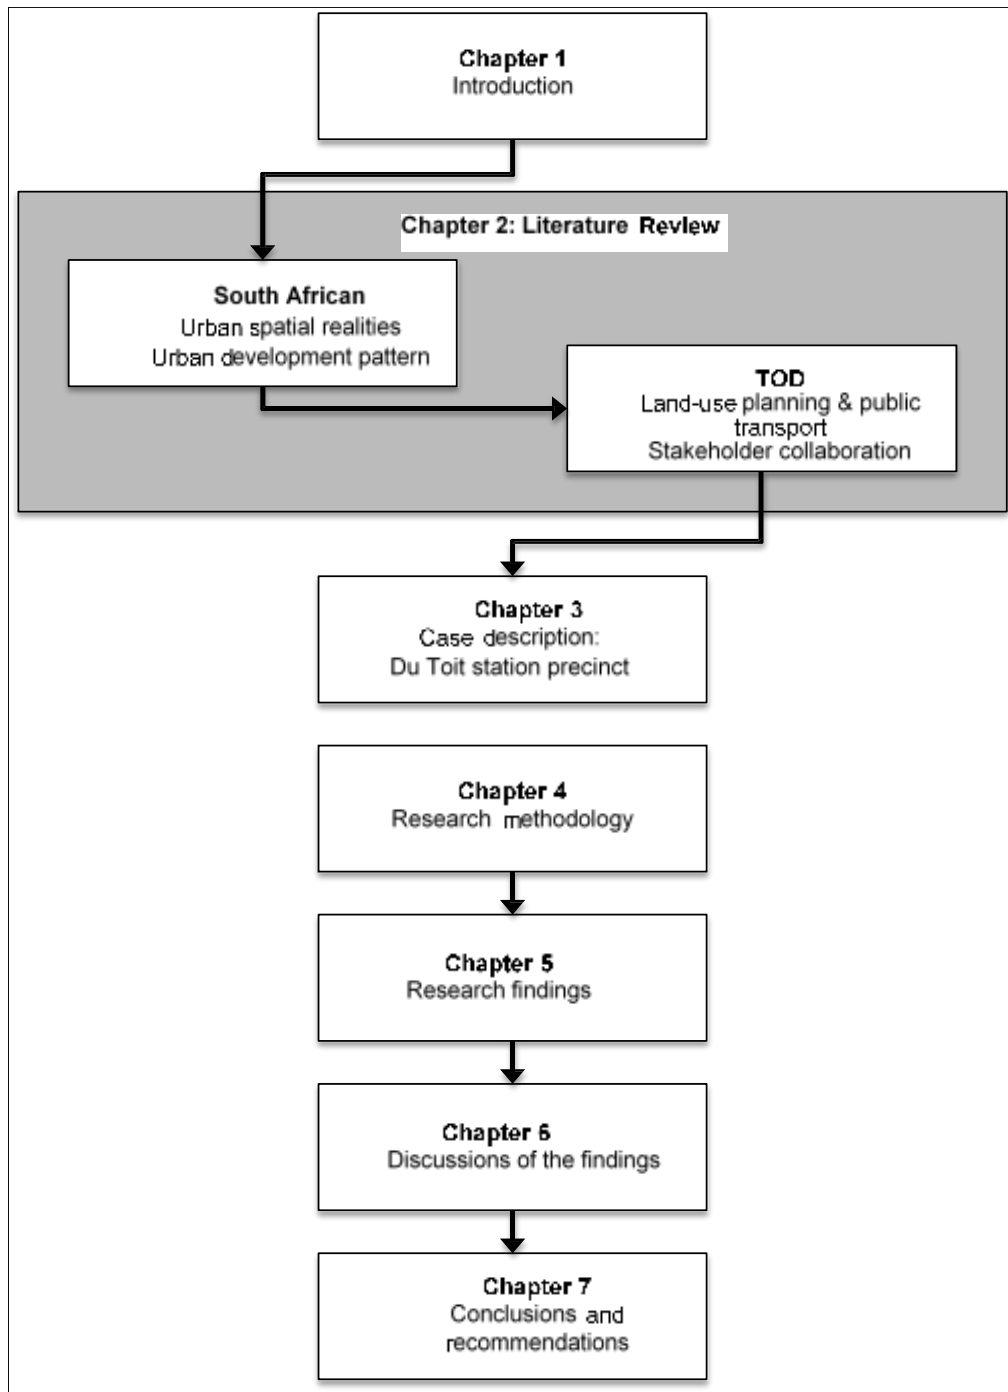 Chapter 1
Introduction
Chapter 2: Literature Review
South African
Urban spatial realities
Urban development pattern
TOD
Land-use planning & public
transport
Stakeholder collaboration
Chapter 3
Case description:
Du Toit station precinct
Chapter 4
Research methodology
Chapter 5
Research findings
Chapter 6
Discussions of the findings
Chapter 7
Conclusions and
recommendations